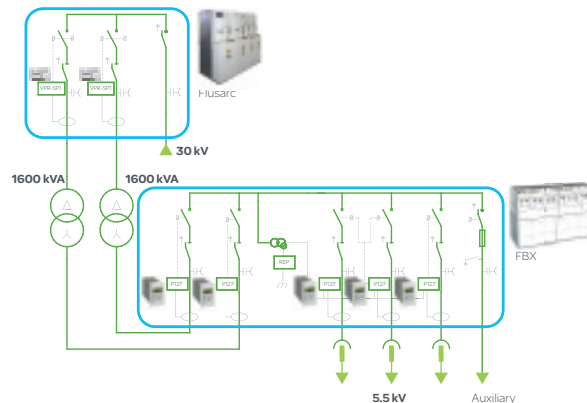 VPR-SP1
VPR-SP1
Flusarc
30 kV
1600 kVA
1600 kVA
FBX
REP
P127
P127
P127
P127
P127
5.5 kV
Auxiliary